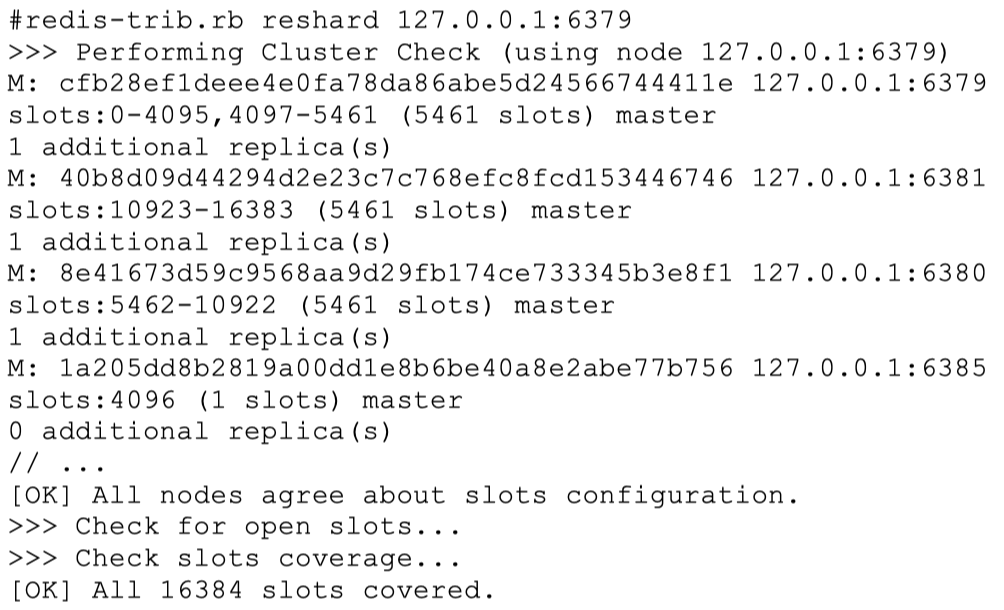 #redis-trib.rb reshard 127.0.0.1:6379
>>> Performing Cluster Check (using node 127.0.0.1:6379)
M: cfb28ef1deee4e0fa78da86abe5d24566744411e 127.0.0.1:6379
slots:0-4095,4097-5461 (5461 slots) master
1 additional replica(s)
M: 40b8d09d44294d2e23c7c768efc8fcd153446746 127.0.0.1:6381
slots:10923-16383 (5461 slots) master
1 additional replica(s)
M: 8e41673d59c9568aa9d29fb174ce733345b3e8f1 127.0.0.1:6380
slots:5462-10922 (5461 slots) master
1 additional replica(s)
M: 1a205dd8b2819a00dd1e8b6be40a8e2abe77b756 127.0.0.1:6385
slots:4096 (1 slots) master
0 additional replica(s)
// ...
[OK] All nodes agree about slots configuration.
>>> Check for open slots...
>>> Check slots coverage...
[OK] All 16384 slots covered.